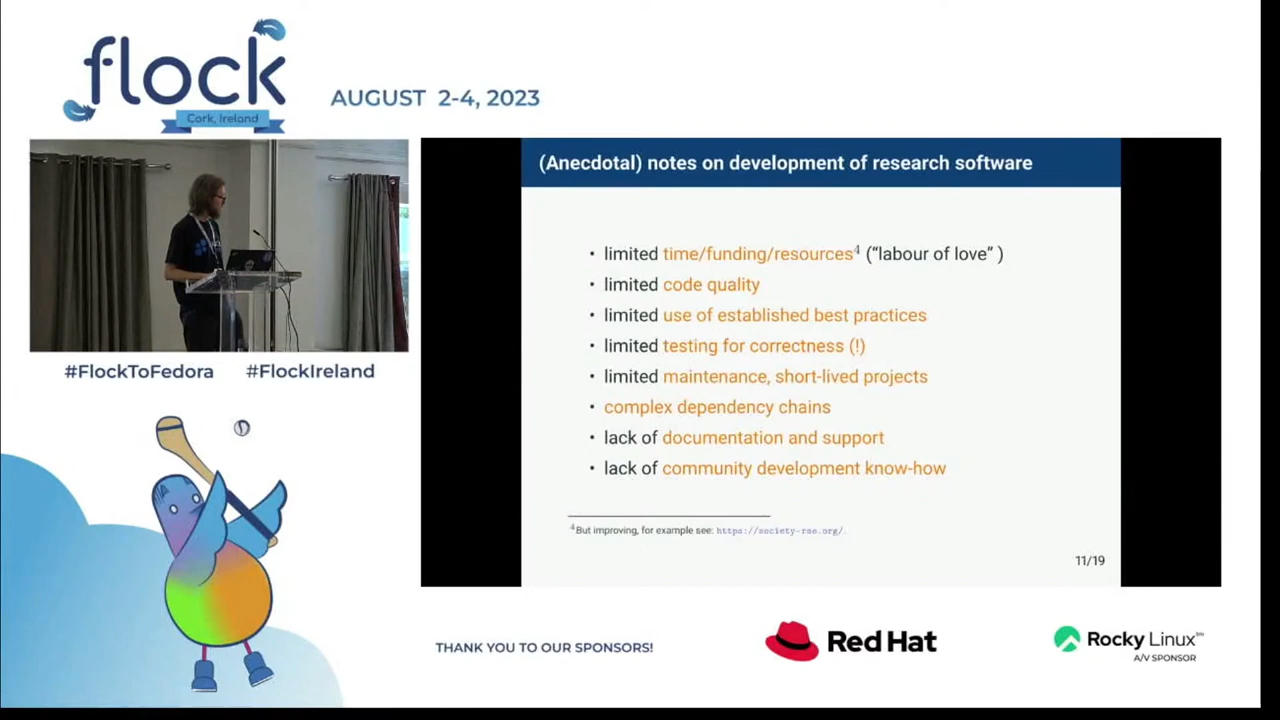 flock
Cork, Ireland
AUGUST 2-4, 2023
#FlockToFedora #FlockIreland
(Anecdotal) notes on development of research software
• limited time/funding/resources⁴ (“labour of love” )
• limited code quality
• limited use of established best practices
• limited testing for correctness (!)
• limited maintenance, short-lived projects
• complex dependency chains
• lack of documentation and support
• lack of community development know-how
⁴But improving, for example see: https://society-rse.org/.
11/19
THANK YOU TO OUR SPONSORS!
Red Hat
Rocky Linux™
A/V SPONSOR